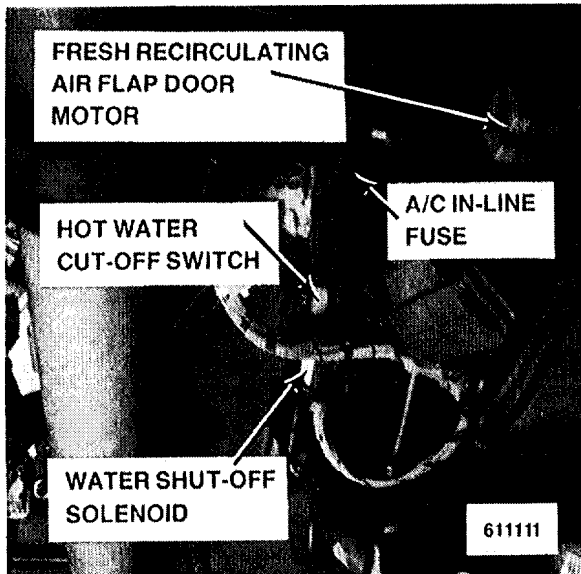 FRESH RECIRCULATING
AIR FLAP DOOR
MOTOR
A/C IN-LINE
FUSE
HOT WATER
CUT-OFF SWITCH
WATER SHUT-OFF
SOLENOID
611111